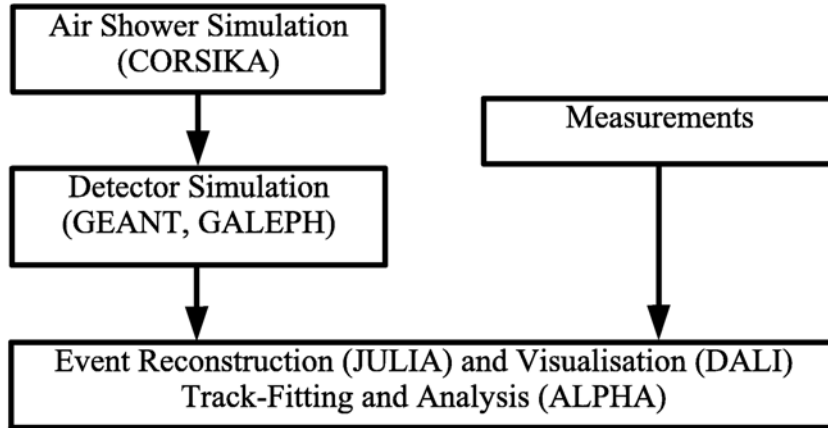 Air Shower Simulation
(CORSIKA)
Measurements
Detector Simulation
(GEANT, GALEPH)
Event Reconstruction (JULIA) and Visualisation (DALI)
Track-Fitting and Analysis (ALPHA)